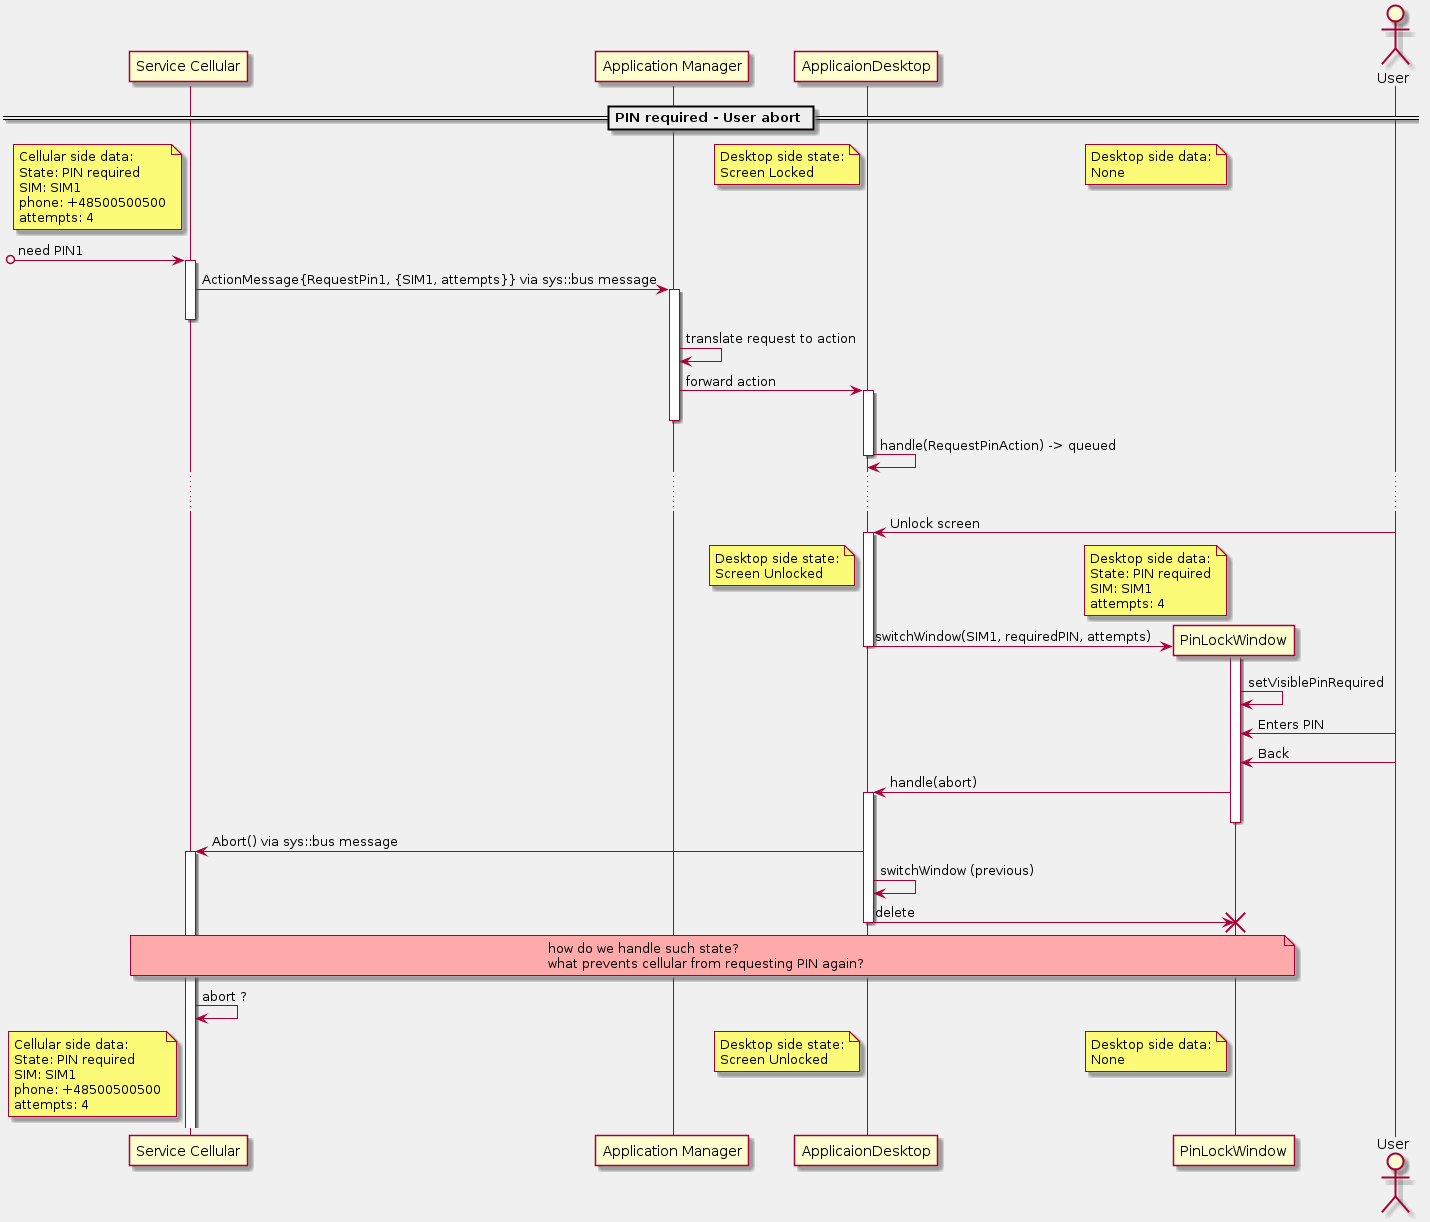 User
Service Cellular
Application Manager
ApplicaionDesktop
PIN required - User abort
Cellular side data:
State: PIN required
SIM: SIM1
phone: +48500500500
attempts: 4
Desktop side state:
Screen Locked
Desktop side data:
None
need PIN1
ActionMessage{RequestPin1, {SIM1, attempts}} via sys::bus message
translate request to action
forward action
handle(RequestPinAction) -> queued
Unlock screen
Desktop side state:
Screen Unlocked
Desktop side data:
State: PIN required
SIM: SIM1
attempts: 4
switchWindow(SIM1, requiredPIN, attempts)
PinLockWindow
setVisiblePinRequired
Enters PIN
Back
handle(abort)
Abort() via sys::bus message
switchWindow (previous)
delete
how do we handle such state?
what prevents cellular from requesting PIN again?
abort ?
Cellular side data:
State: PIN required
SIM: SIM1
phone: +48500500500
attempts: 4
Desktop side state:
Screen Unlocked
Desktop side data:
None
Service Cellular
Application Manager
ApplicaionDesktop
PinLockWindow
User